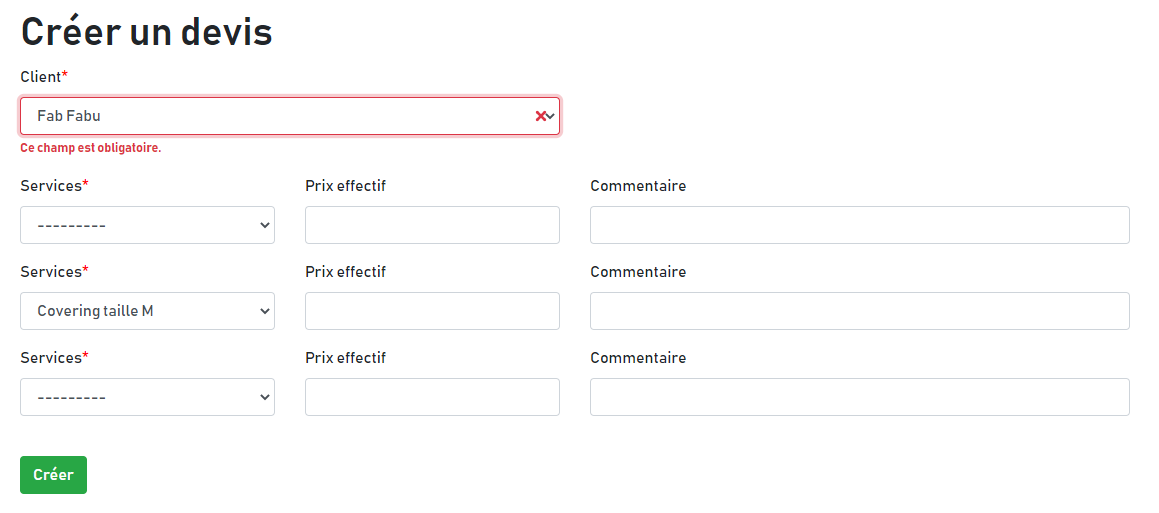 Créer un devis
Client*
Fab Fabu
Ce champ est obligatoire.
Services* Prix effectif Commentaire
---------
Services* Prix effectif Commentaire
Covering taille M
Services* Prix effectif Commentaire
---------
Créer